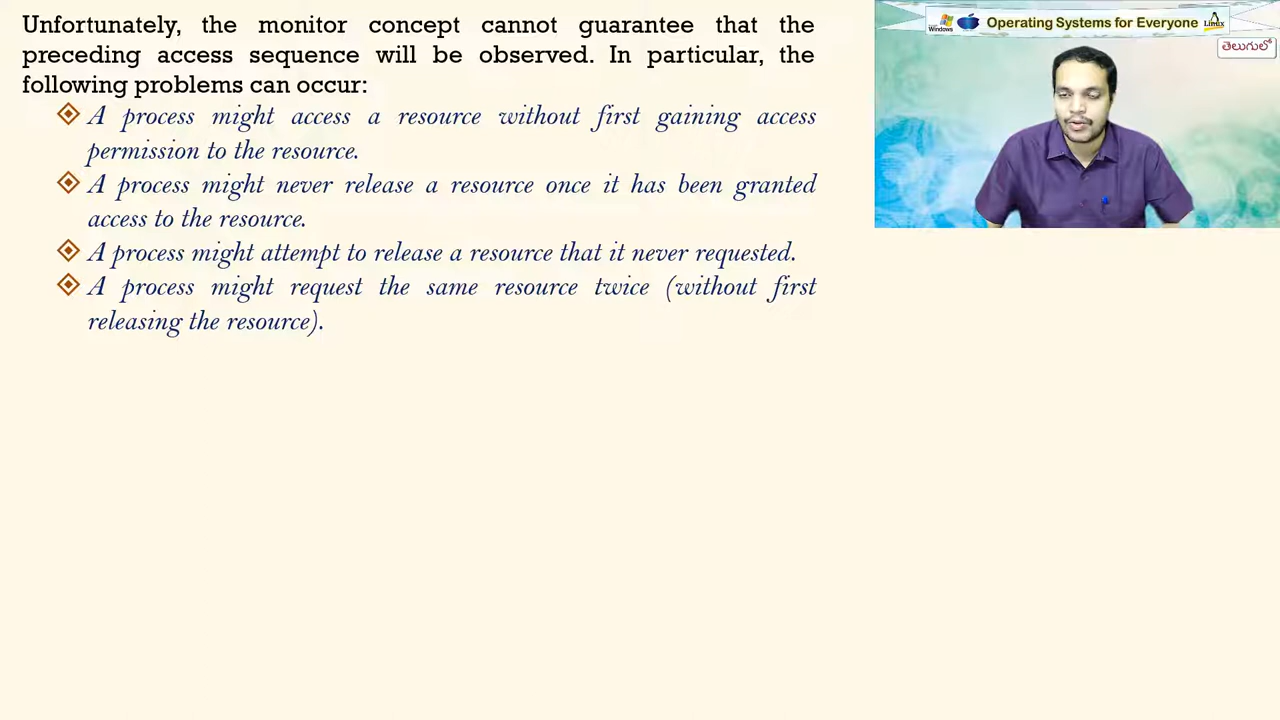 Unfortunately, the monitor concept cannot guarantee that the
preceding access sequence will be observed. In particular, the
following problems can occur:
A process might access a resource without first gaining access
permission to the resource.
A process might never release a resource once it has been granted
access to the resource.
A process might attempt to release a resource that it never requested.
A process might request the same resource twice (without first
releasing the resource).
Windows Operating Systems for Everyone Linux
తెలుగులో